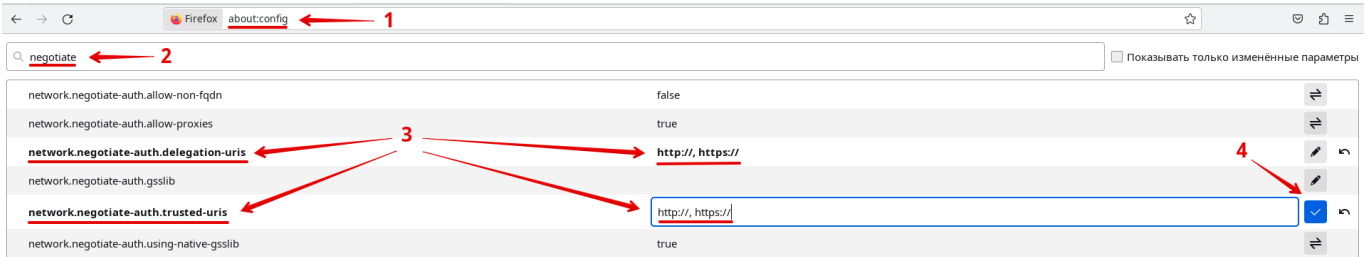 Firefox about:config 1
negotiate 2 Показывать только изменённые параметры
network.negotiate-auth.allow-non-fqdn false
network.negotiate-auth.allow-proxies true
3
network.negotiate-auth.delegation-uris http://, https:// 4
network.negotiate-auth.gsslib
network.negotiate-auth.trusted-uris http://, https://
network.negotiate-auth.using-native-gsslib true